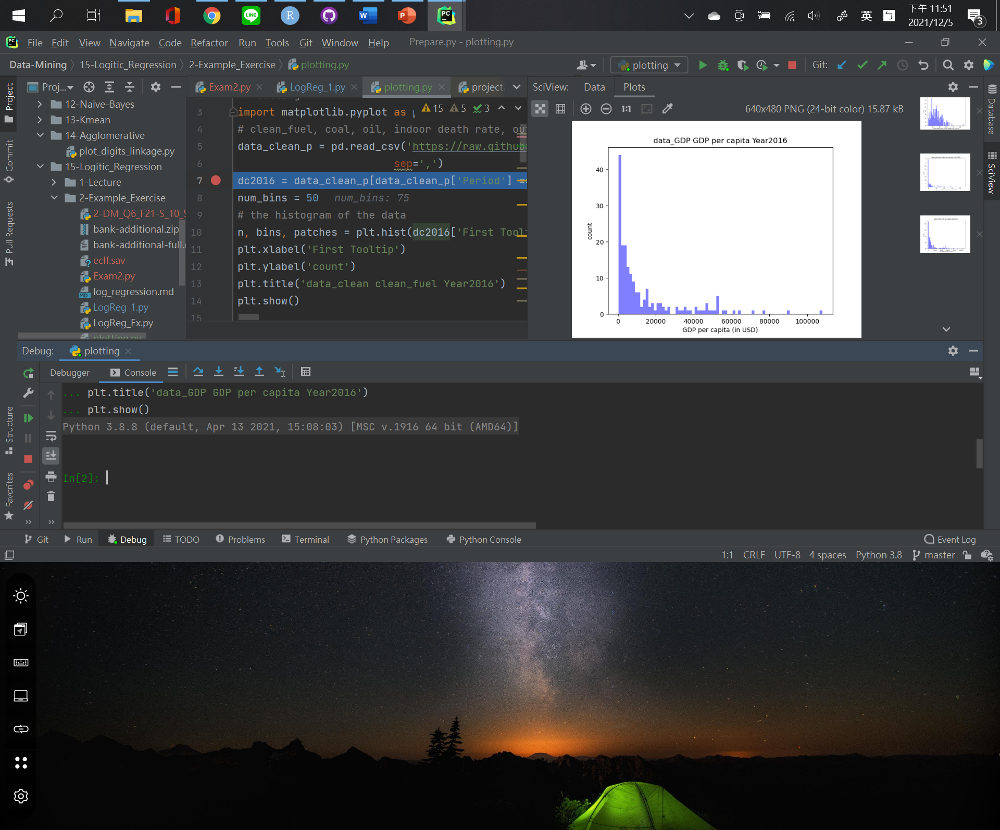 下午 11:51
英
2021/12/5
3
File Edit View Navigate Code Refactor Run Tools Git Window Help Prepare.py - plotting.py
Data-Mining 15-Logitic_Regression 2-Example_Exercise plotting.py
plotting
Git:
Project
Commit
Pull Requests
Structure
Favorites
Proj...
12-Naive-Bayes
13-Kmean
14-Agglomerative
plot_digits_linkage.py
15-Logitic_Regression
1-Lecture
2-Example_Exercise
2-DM_Q6_F21-S_10_S
bank-additional.zip
bank-additional-full.
eclf.sav
Exam2.py
log_regression.md
LogReg_1.py
LogReg_Ex.py
plotting.py
Exam2.py LogReg_1.py plotting.py project
15 5 3
3 import matplotlib.pyplot as
4 # clean_fuel, coal, oil, indoor death rate, ou
5 data_clean_p = pd.read_csv('https://raw.githubu
6 sep=',')
7 dc2016 = data_clean_p[data_clean_p['Period'] =
8 num_bins = 50 num_bins: 75
9 # the histogram of the data
10 n, bins, patches = plt.hist(dc2016['First Tool
11 plt.xlabel('First Tooltip')
12 plt.ylabel('count')
13 plt.title('data_clean clean_fuel Year2016')
14 plt.show()
15
SciView: Data Plots
1:1 640x480 PNG (24-bit color) 15.87 kB
data_GDP GDP per capita Year2016
40
30
20
10
0
count
0 20000 40000 60000 80000 100000
GDP per capita (in USD)
Database
SciView
Debug: plotting
Debugger Console
... plt.title('data_GDP GDP per capita Year2016')
... plt.show()
Python 3.8.8 (default, Apr 13 2021, 15:08:03) [MSC v.1916 64 bit (AMD64)]
In[2]:
Git Run Debug TODO Problems Terminal Python Packages Python Console Event Log
1:1 CRLF UTF-8 4 spaces Python 3.8 master